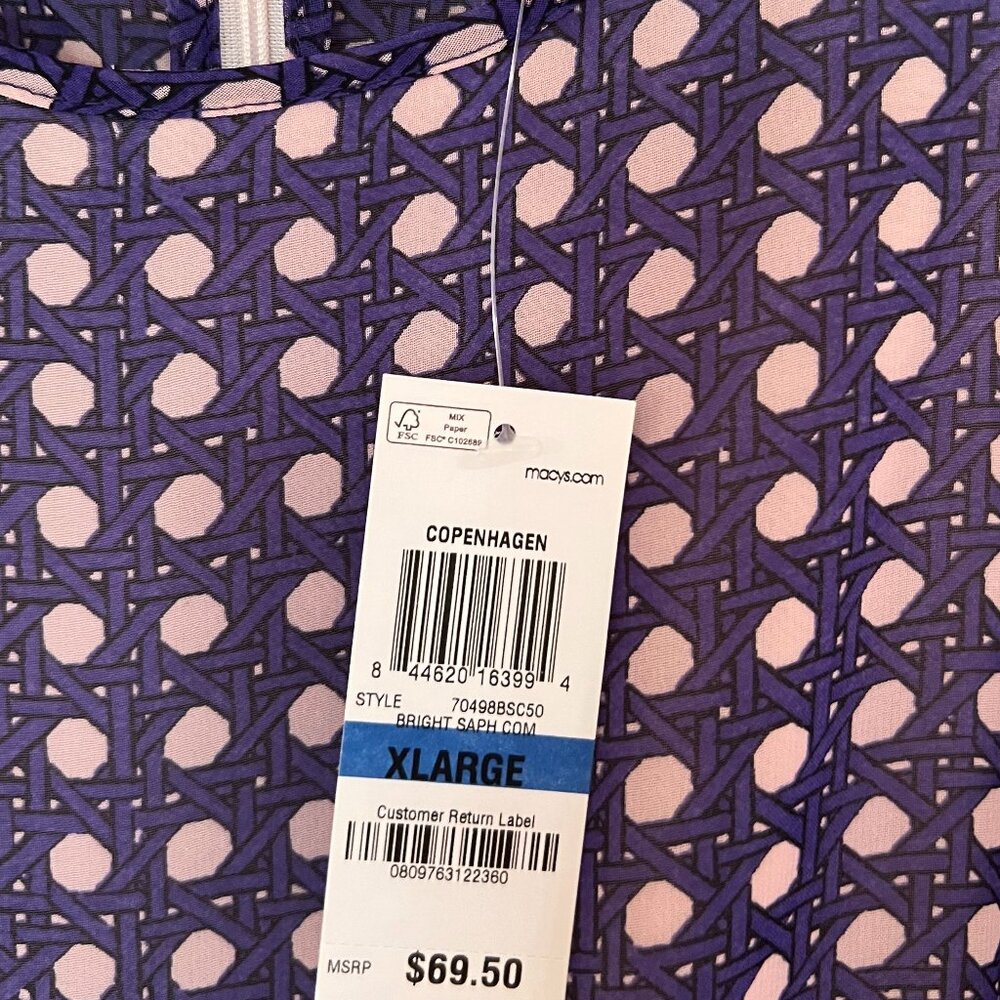 MIX
Paper
FSC
FSC® C102689
macys.com
COPENHAGEN
8 44620 16399 4
STYLE 70498BSC50
BRIGHT SAPH COM
XLARGE
Customer Return Label
0809763122360
MSRP $69.50